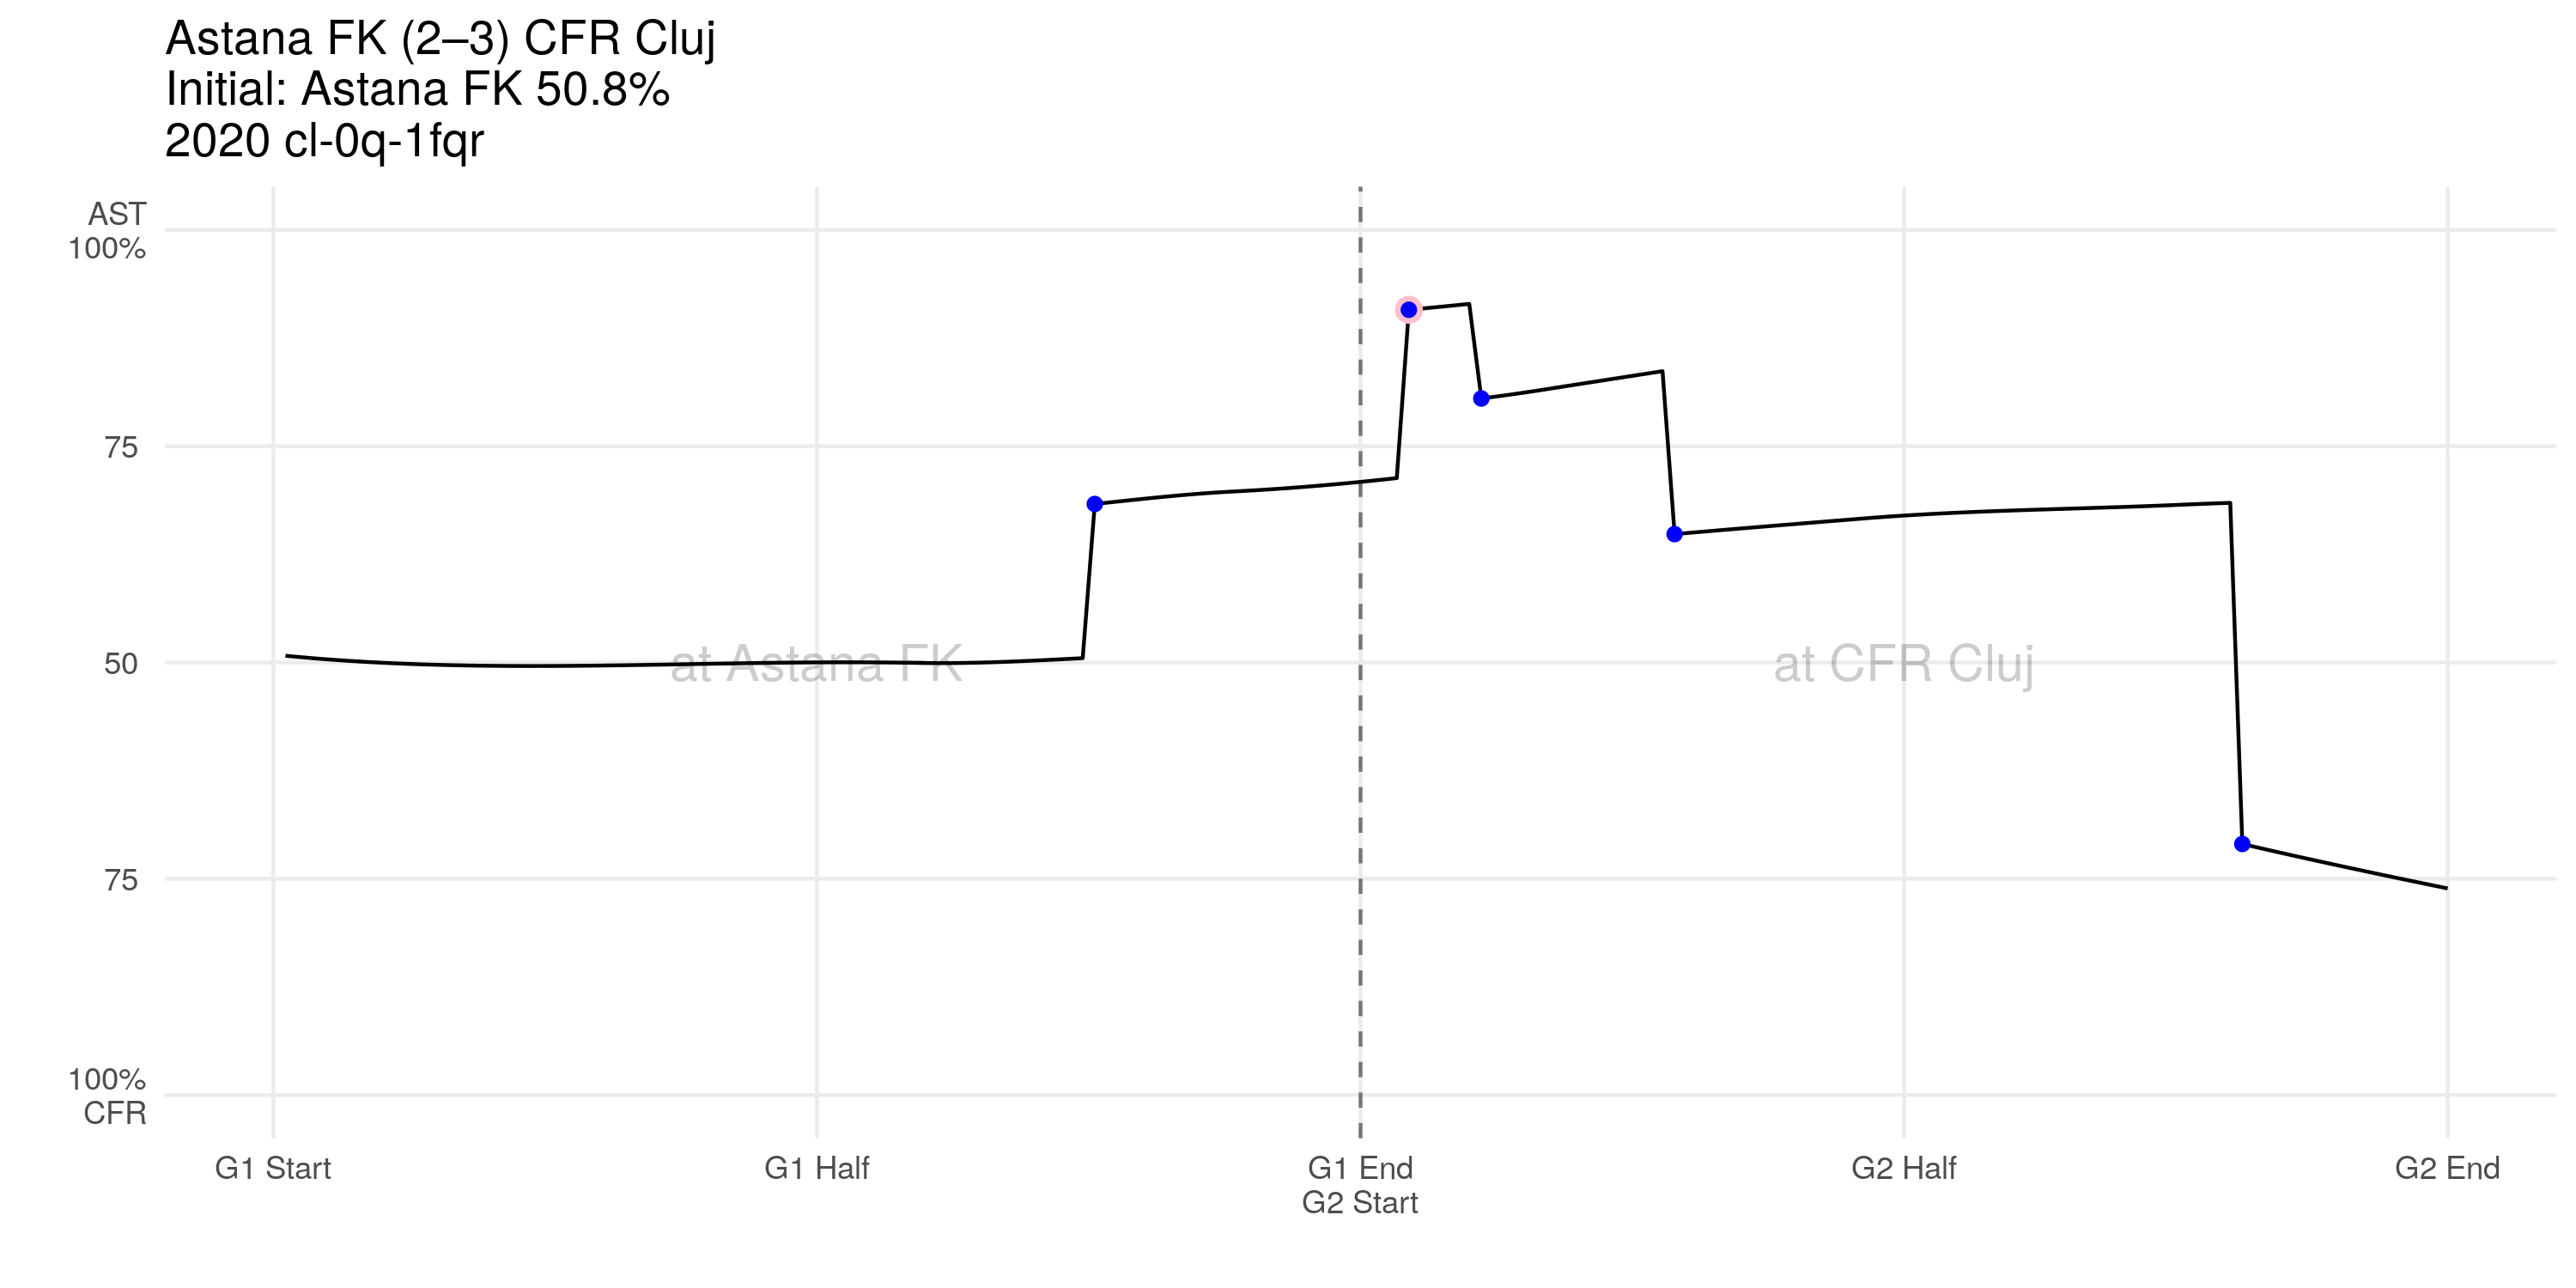 Astana FK (2–3) CFR Cluj
Initial: Astana FK 50.8%
2020 cl-0q-1fqr
AST
100%
75
50
75
100%
CFR
at Astana FK
at CFR Cluj
G1 Start
G1 Half
G1 End
G2 Start
G2 Half
G2 End